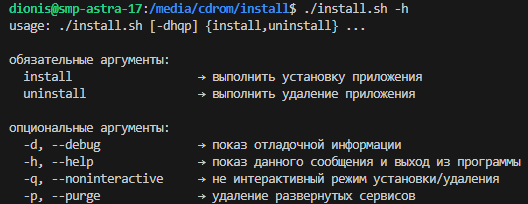 dionis@smp-astra-17:/media/cdrom/install$ ./install.sh -h
usage: ./install.sh [-dhqp] {install,uninstall} ...
обязательные аргументы:
install → выполнить установку приложения
uninstall → выполнить удаление приложения
опциональные аргументы:
-d, --debug → показ отладочной информации
-h, --help → показ данного сообщения и выход из программы
-q, --noninteractive → не интерактивный режим установки/удаления
-p, --purge → удаление развернутых сервисов